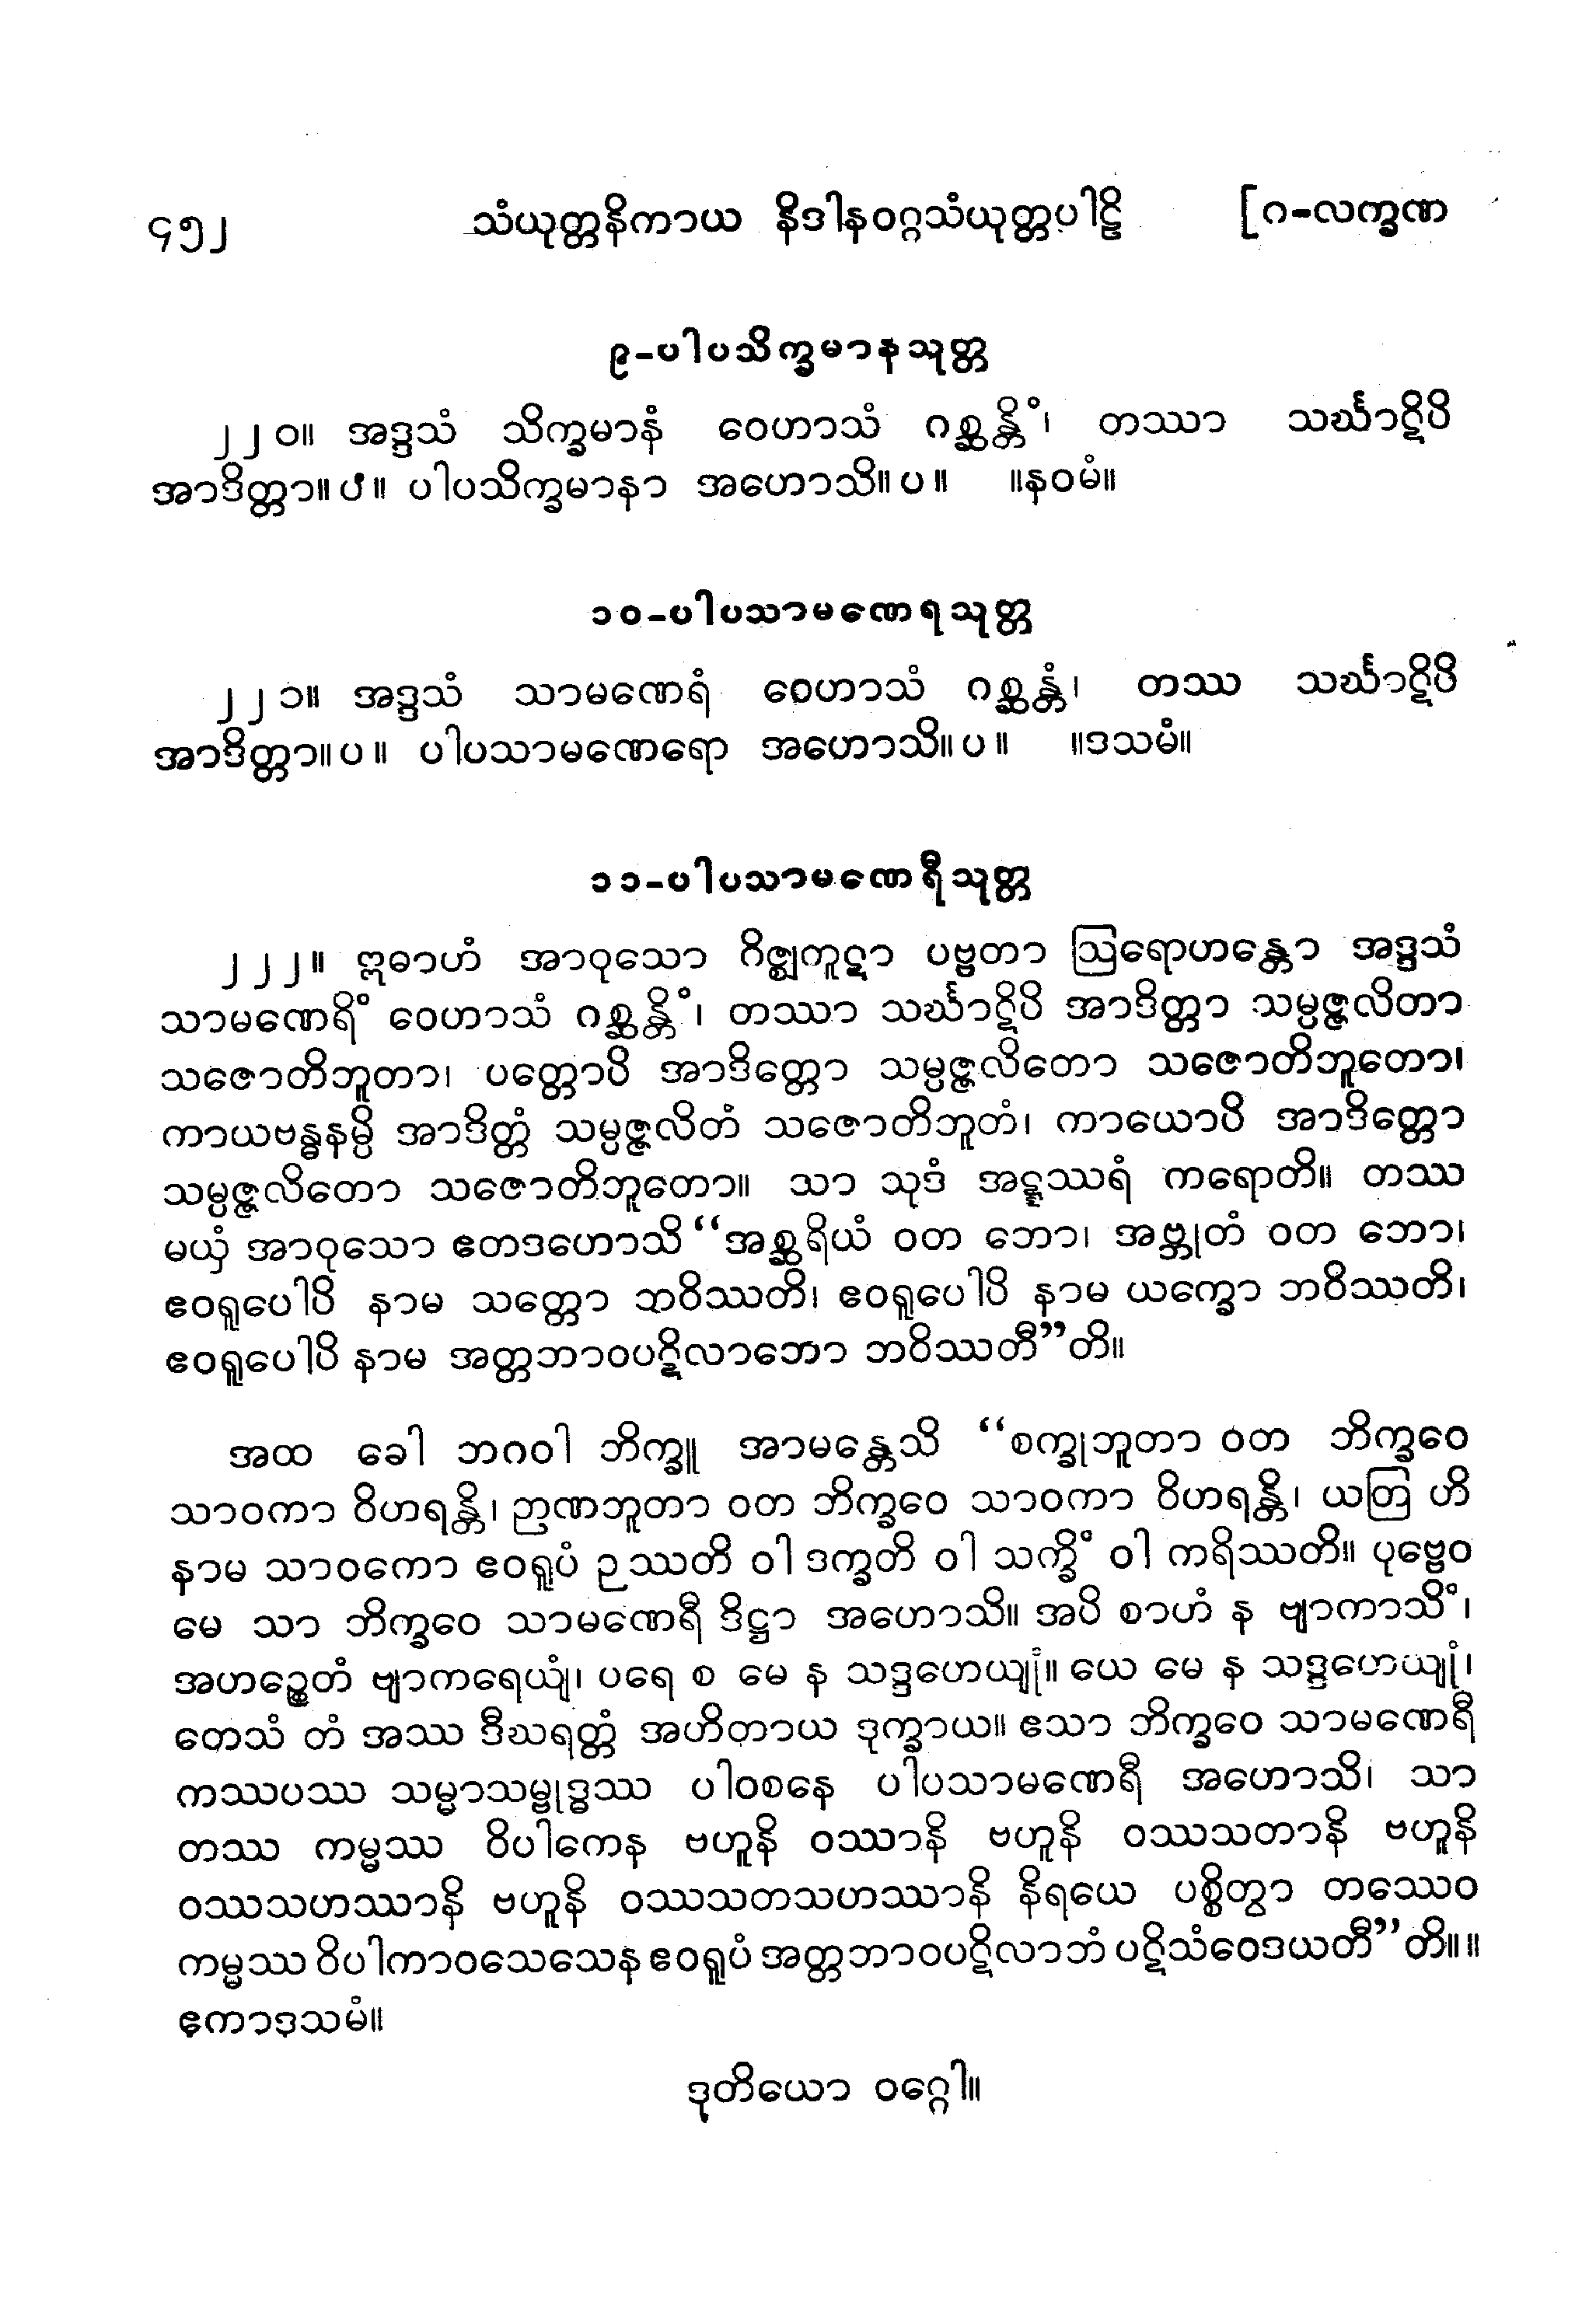 ၄၅၂ သံယုတ္တနိကာယ နိဒါနဝဂ္ဂသံယုတ္တပါဠိ [ဂ-လက္ခဏ
၉-ပါပသိက္ခမာနသုတ္တ
၂၂၀။ အဒ္ဒသံ သိက္ခမာနံ ဝေဟာသံ ဂစ္ဆန္တိံ၊ တဿာ သင်္ဃာဋိပိ
အာဒိတ္တာ။ပ။ ပါပသိက္ခမာနာ အဟောသိ။ပ။ ။နဝမံ။
၁၀-ပါပသာမဏေရသုတ္တ
၂၂၁။ အဒ္ဒသံ သာမဏေရံ ဝေဟာသံ ဂစ္ဆန္တံ၊ တဿ သင်္ဃာဋိပိ
အာဒိတ္တာ။ပ။ ပါပသာမဏေရော အဟောသိ။ပ။ ။ဒသမံ။
၁၁-ပါပသာမဏေရီသုတ္တ
၂၂၂။ ဣဓာဟံ အာဝုသော ဂိဇ္ဈကူဋာ ပဗ္ဗတာ ဩရောဟန္တော အဒ္ဒသံ
သာမဏေရိံ ဝေဟာသံ ဂစ္ဆန္တိံ၊ တဿာ သင်္ဃာဋိပိ အာဒိတ္တာ သမ္ပဇ္ဇလိတာ
သဇောတိဘူတာ၊ ပတ္တောပိ အာဒိတ္တော သမ္ပဇ္ဇလိတော သဇောတိဘူတော၊
ကာယဗန္ဓနမ္ပိ အာဒိတ္တံ သမ္ပဇ္ဇလိတံ သဇောတိဘူတံ၊ ကာယောပိ အာဒိတ္တော
သမ္ပဇ္ဇလိတော သဇောတိဘူတော။ သာ သုဒံ အဋ္ဋဿရံ ကရောတိ။ တဿ
မယှံ အာဝုသော ဧတဒဟောသိ “အစ္ဆရိယံ ဝတ ဘော၊ အဗ္ဘုတံ ဝတ ဘော၊
ဧဝရူပေါပိ နာမ သတ္တော ဘဝိဿတိ၊ ဧဝရူပေါပိ နာမ ယက္ခော ဘဝိဿတိ၊
ဧဝရူပေါပိ နာမ အတ္တဘာဝပဋိလာဘော ဘဝိဿတီ”တိ။
အထ ခေါ ဘဂဝါ ဘိက္ခူ အာမန္တေသိ “စက္ခုဘူတာ ဝတ ဘိက္ခဝေ
သာဝကာ ဝိဟရန္တိ၊ ဉာဏဘူတာ ဝတ ဘိက္ခဝေ သာဝကာ ဝိဟရန္တိ၊ ယတြ ဟိ
နာမ သာဝကော ဧဝရူပံ ဉဿတိ ဝါ ဒက္ခတိ ဝါ သက္ခိံ ဝါ ကရိဿတိ။ ပုဗ္ဗေဝ
မေ သာ ဘိက္ခဝေ သာမဏေရီ ဒိဋ္ဌာ အဟောသိ။ အပိ စာဟံ န ဗျာကာသိံ၊
အဟဉ္စေတံ ဗျာကရေယျံ၊ ပရေ စ မေ န သဒ္ဒဟေယျုံ။ ယေ မေ န သဒ္ဒဟေယျုံ၊
တေသံ တံ အဿ ဒီဃရတ္တံ အဟိတာယ ဒုက္ခာယ။ ဧသာ ဘိက္ခဝေ သာမဏေရီ
ကဿပဿ သမ္မာသမ္ဗုဒ္ဓဿ ပါဝစနေ ပါပသာမဏေရီ အဟောသိ၊ သာ
တဿ ကမ္မဿ ဝိပါကေန ဗဟူနိ ဝဿာနိ ဗဟူနိ ဝဿသတာနိ ဗဟူနိ
ဝဿသဟဿာနိ ဗဟူနိ ဝဿသတသဟဿာနိ နိရယေ ပစ္စိတွာ တဿေဝ
ကမ္မဿ ဝိပါကာဝသေသေန ဧဝရူပံ အတ္တဘာဝပဋိလာဘံ ပဋိသံဝေဒယတီ”တိ။ ။
ဧကာဒသမံ။
ဒုတိယော ဝဂ္ဂေါ။